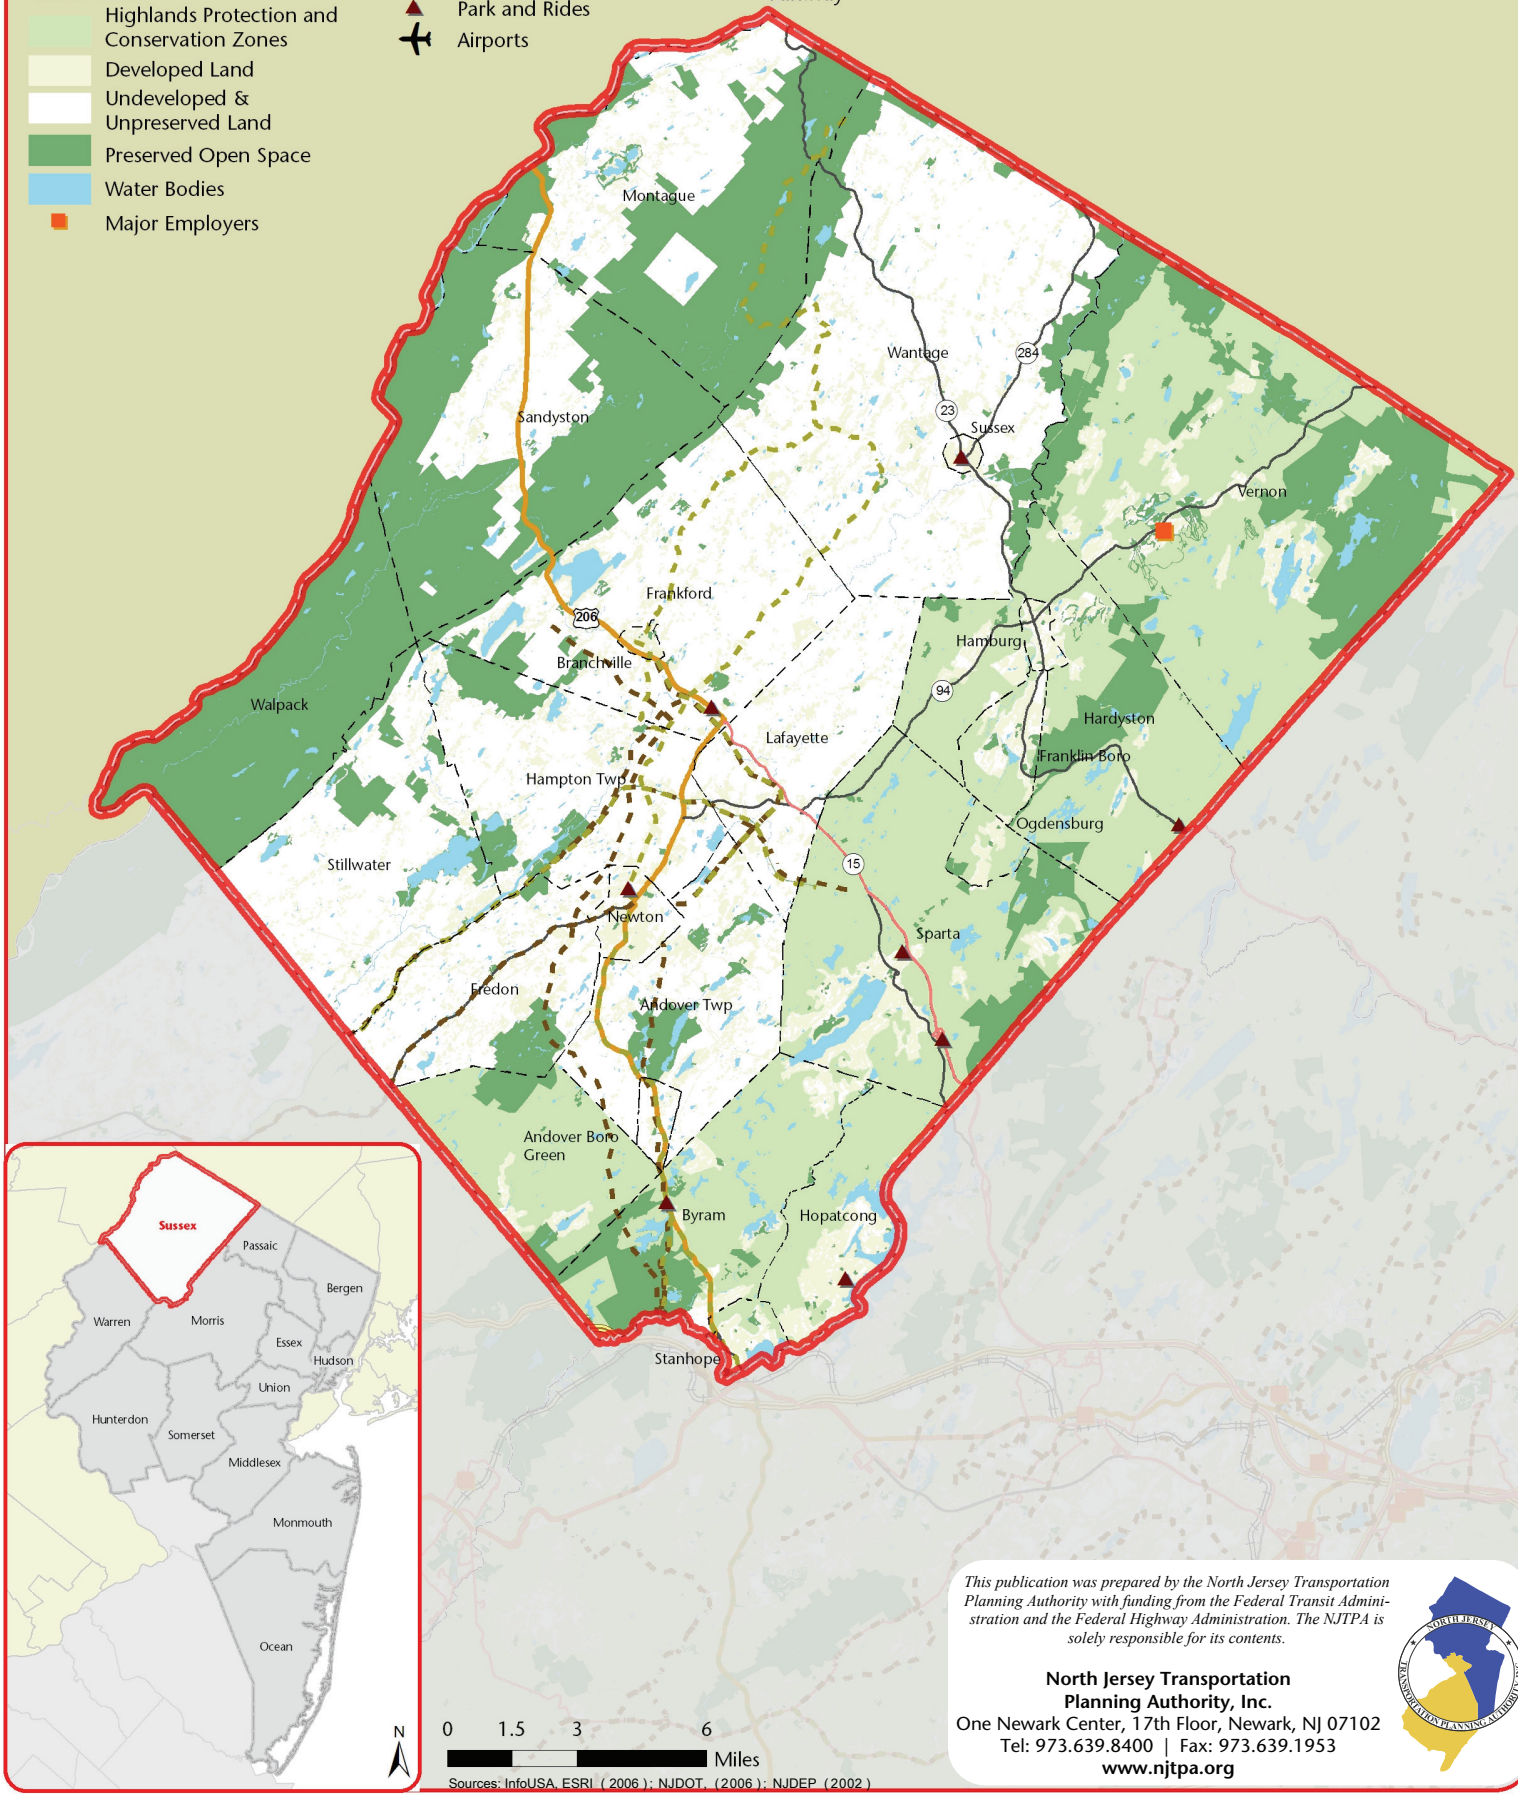 Highlands Protection and
Conservation Zones
Developed Land
Undeveloped &
Unpreserved Land
Preserved Open Space
Water Bodies
Major Employers
Park and Rides
Airports
Montague
Wantage
284
23
Sussex
Sandyston
Vernon
Frankford
206
Branchville
Hamburg
94
Walpack
Hardyston
Lafayette
Franklin Boro
Hampton Twp
Ogdensburg
Stillwater
15
Newton
Sparta
Fredon
Andover Twp
Andover Boro
Green
Byram
Hopatcong
Stanhope
Sussex
Passaic
Bergen
Warren
Morris
Essex
Hudson
Union
Hunterdon
Somerset
Middlesex
Monmouth
Ocean
N
0 1.5 3 6
Miles
Sources: InfoUSA, ESRI ( 2006 ); NJDOT, ( 2006 ); NJDEP ( 2002 )
This publication was prepared by the North Jersey Transportation
Planning Authority with funding from the Federal Transit Admini-
stration and the Federal Highway Administration. The NJTPA is
solely responsible for its contents.
North Jersey Transportation
Planning Authority, Inc.
One Newark Center, 17th Floor, Newark, NJ 07102
Tel: 973.639.8400 | Fax: 973.639.1953
www.njtpa.org
NORTH JERSEY
TRANSPORTATION PLANNING AUTHORITY